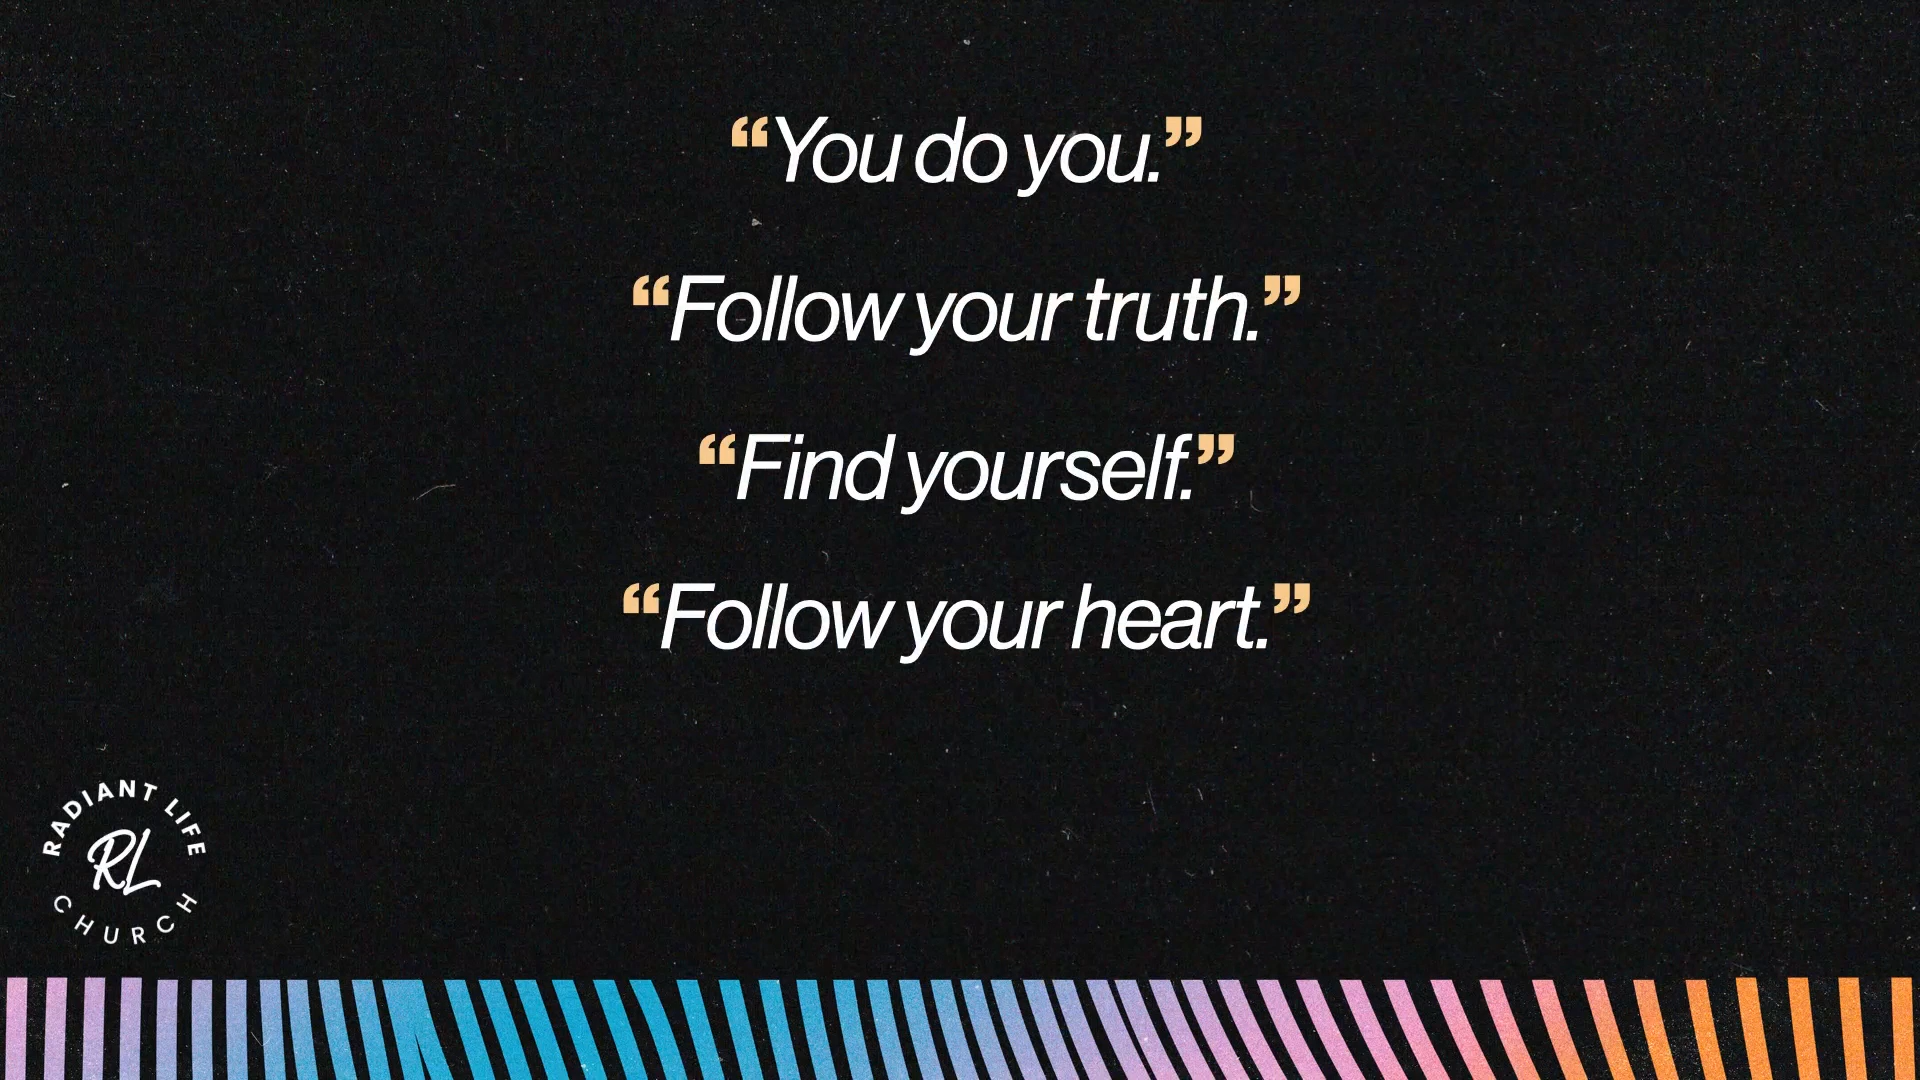 “You do you.”
“Follow your truth.”
“Find yourself.”
“Follow your heart.”
RADIANT LIFE
RL
CHURCH